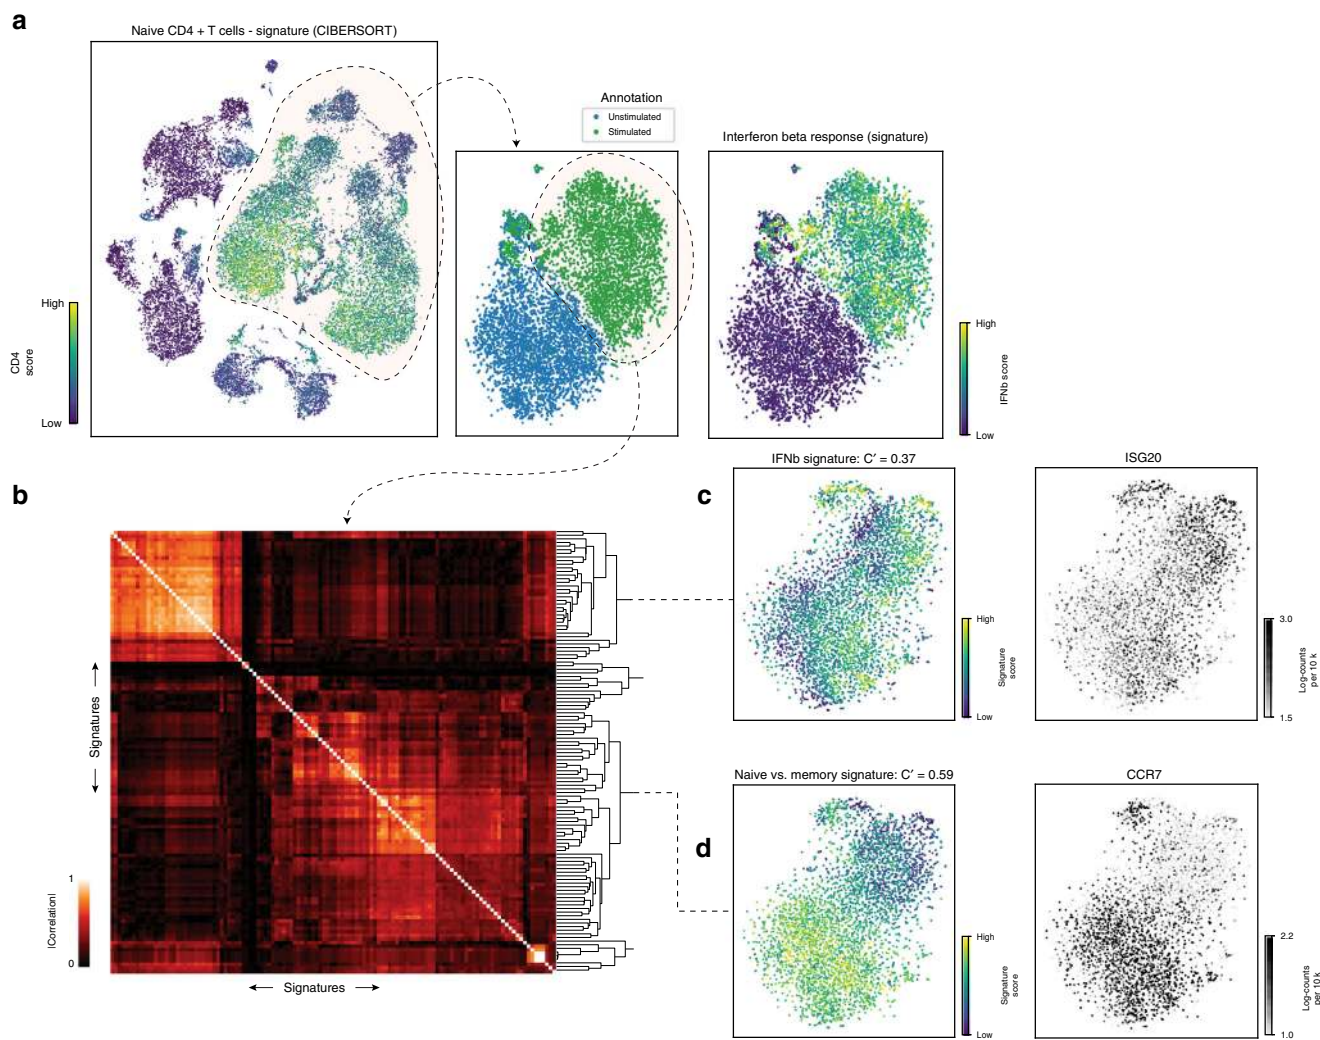 a
Naive CD4 + T cells - signature (CIBERSORT)
High
CD4
score
Low
Annotation
Unstimulated
Stimulated
Interferon beta response (signature)
High
IFNb score
Low
b
Signatures
1
|Correlation|
0
Signatures
c
IFNb signature: C′ = 0.37
High
Signature
score
Low
ISG20
3.0
Log-counts
per 10 k
1.5
d
Naive vs. memory signature: C′ = 0.59
High
Signature
score
Low
CCR7
2.2
Log-counts
per 10 k
1.0